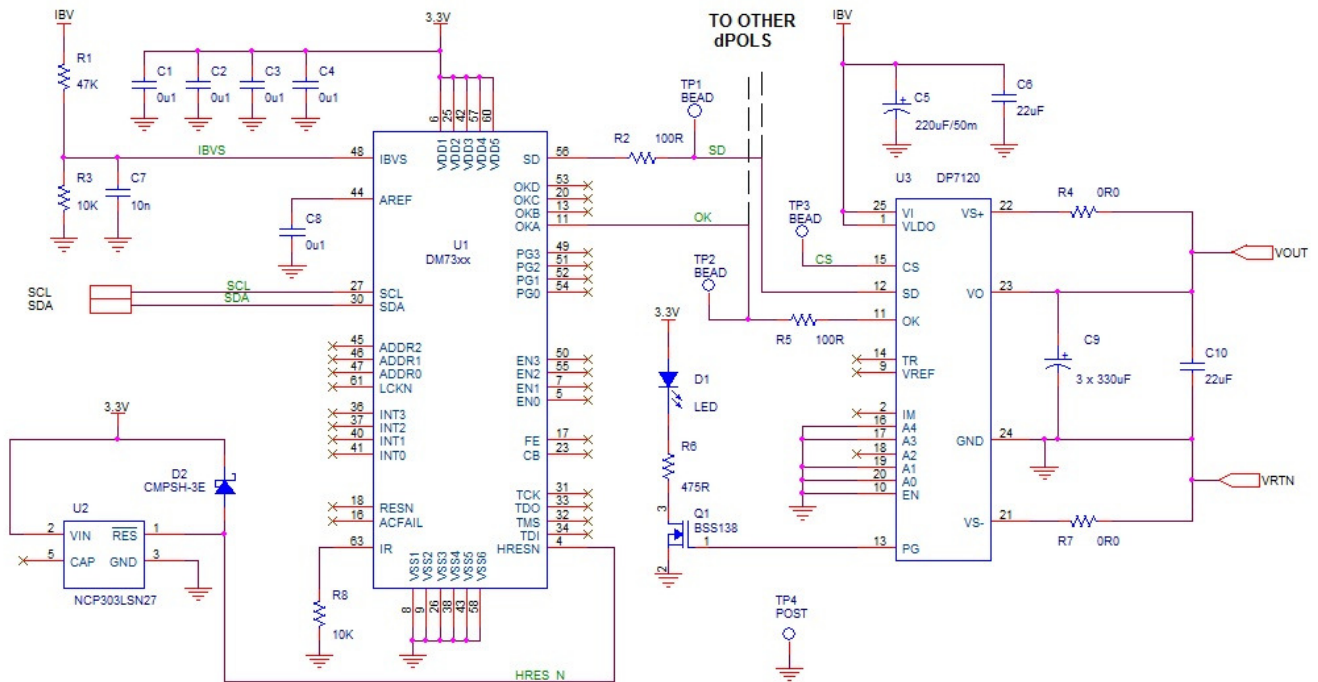 IBV
3.3V
TO OTHER
dPOLS
IBV
R1
47K
C1
0u1
C2
0u1
C3
0u1
C4
0u1
TP1
BEAD
C5
220uF/50m
C6
22uF
6
25
42
57
60
VDD1
VDD2
VDD3
VDD4
VDD5
IBVS
48
IBVS
SD
56
R2
100R
SD
R3
10K
C7
10n
44
AREF
C8
0u1
OKD
53
OKC
20
OKB
13
OKA
11
OK
U1
DM73xx
PG3
49
PG2
51
PG1
52
PG0
54
TP2
BEAD
TP3
BEAD
CS
U3
DP7120
R4
0R0
25
VI
VS+
22
1
VLDO
15
CS
VOUT
12
SD
VO
23
11
OK
R5
100R
SCL
SDA
SCL
SDA
27
SCL
30
SDA
45
ADDR2
46
ADDR1
47
ADDR0
61
LCKN
EN3
50
EN2
55
EN1
7
EN0
5
3.3V
D1
LED
14
TR
9
VREF
C9
3 x 330uF
C10
22uF
36
INT3
37
INT2
40
INT1
41
INT0
FE
17
CB
23
R6
475R
2
IM
16
A4
17
A3
18
A2
19
A1
20
A0
10
EN
GND
24
VRTN
3.3V
D2
CMPSH-3E
18
RESN
16
ACFAIL
TCK
31
TDO
33
TMS
32
TDI
34
HRESN
4
63
IR
3
Q1
BSS138
1
2
13
PG
VS-
21
R7
0R0
U2
2
VIN
RES
1
5
CAP
GND
3
NCP303LSN27
R8
10K
VSS1
VSS2
VSS3
VSS4
VSS5
VSS6
8
9
26
38
43
58
TP4
POST
HRES_N